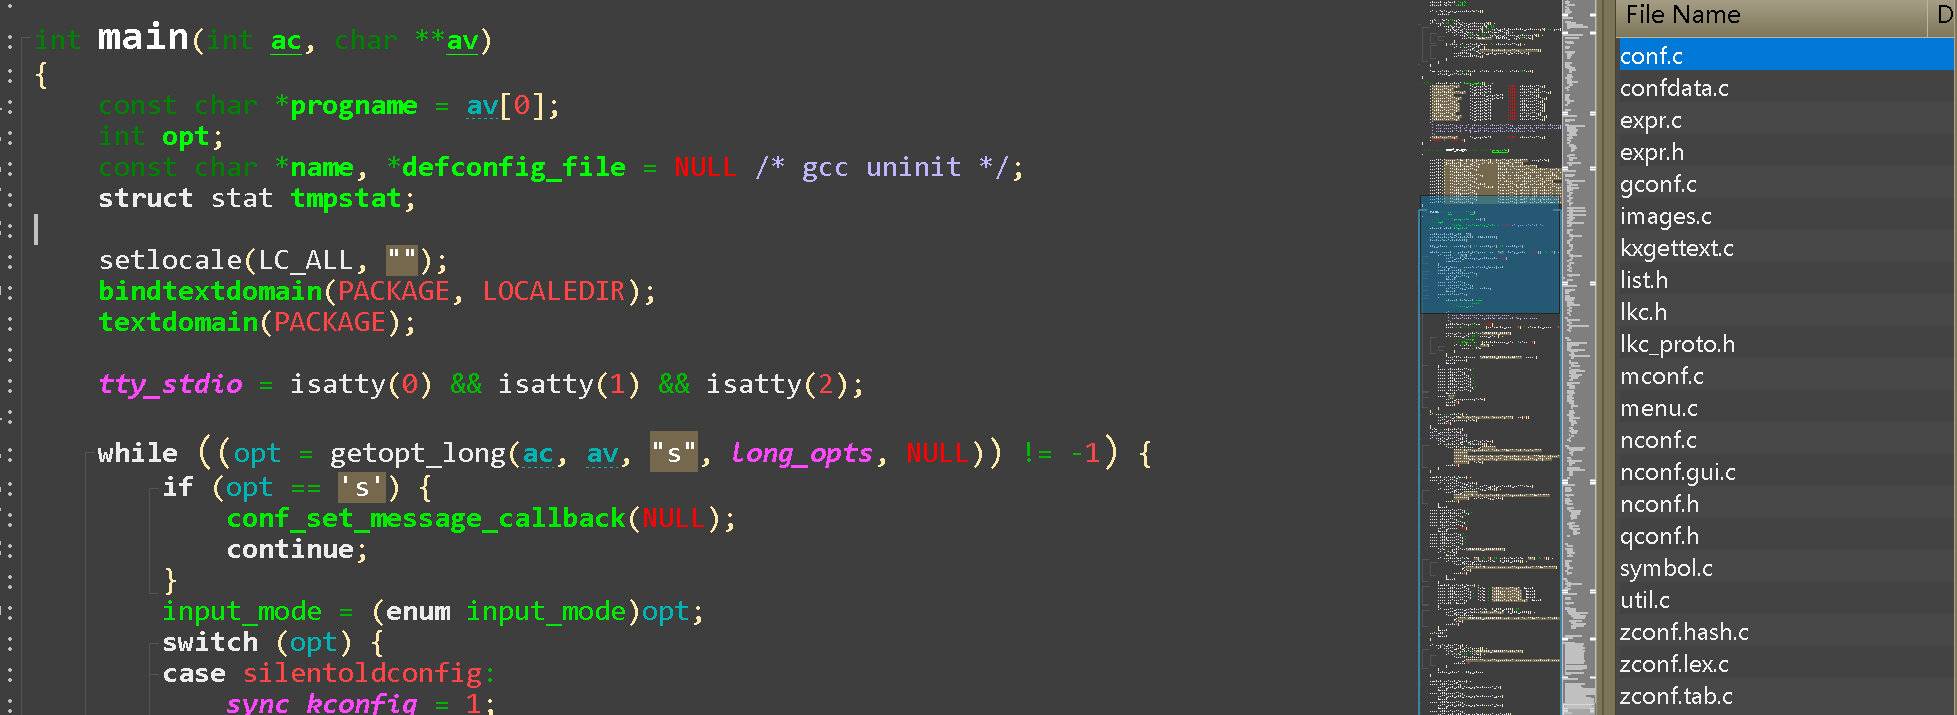 int main(int ac, char **av)
{
const char *progname = av[0];
int opt;
const char *name, *defconfig_file = NULL /* gcc uninit */;
struct stat tmpstat;
setlocale(LC_ALL, "");
bindtextdomain(PACKAGE, LOCALEDIR);
textdomain(PACKAGE);
tty_stdio = isatty(0) && isatty(1) && isatty(2);
while ((opt = getopt_long(ac, av, "s", long_opts, NULL)) != -1) {
if (opt == 's') {
conf_set_message_callback(NULL);
continue;
}
input_mode = (enum input_mode)opt;
switch (opt) {
case silentoldconfig:
sync_kconfig = 1;
File Name D
conf.c
confdata.c
expr.c
expr.h
gconf.c
images.c
kxgettext.c
list.h
lkc.h
lkc_proto.h
mconf.c
menu.c
nconf.c
nconf.gui.c
nconf.h
qconf.h
symbol.c
util.c
zconf.hash.c
zconf.lex.c
zconf.tab.c